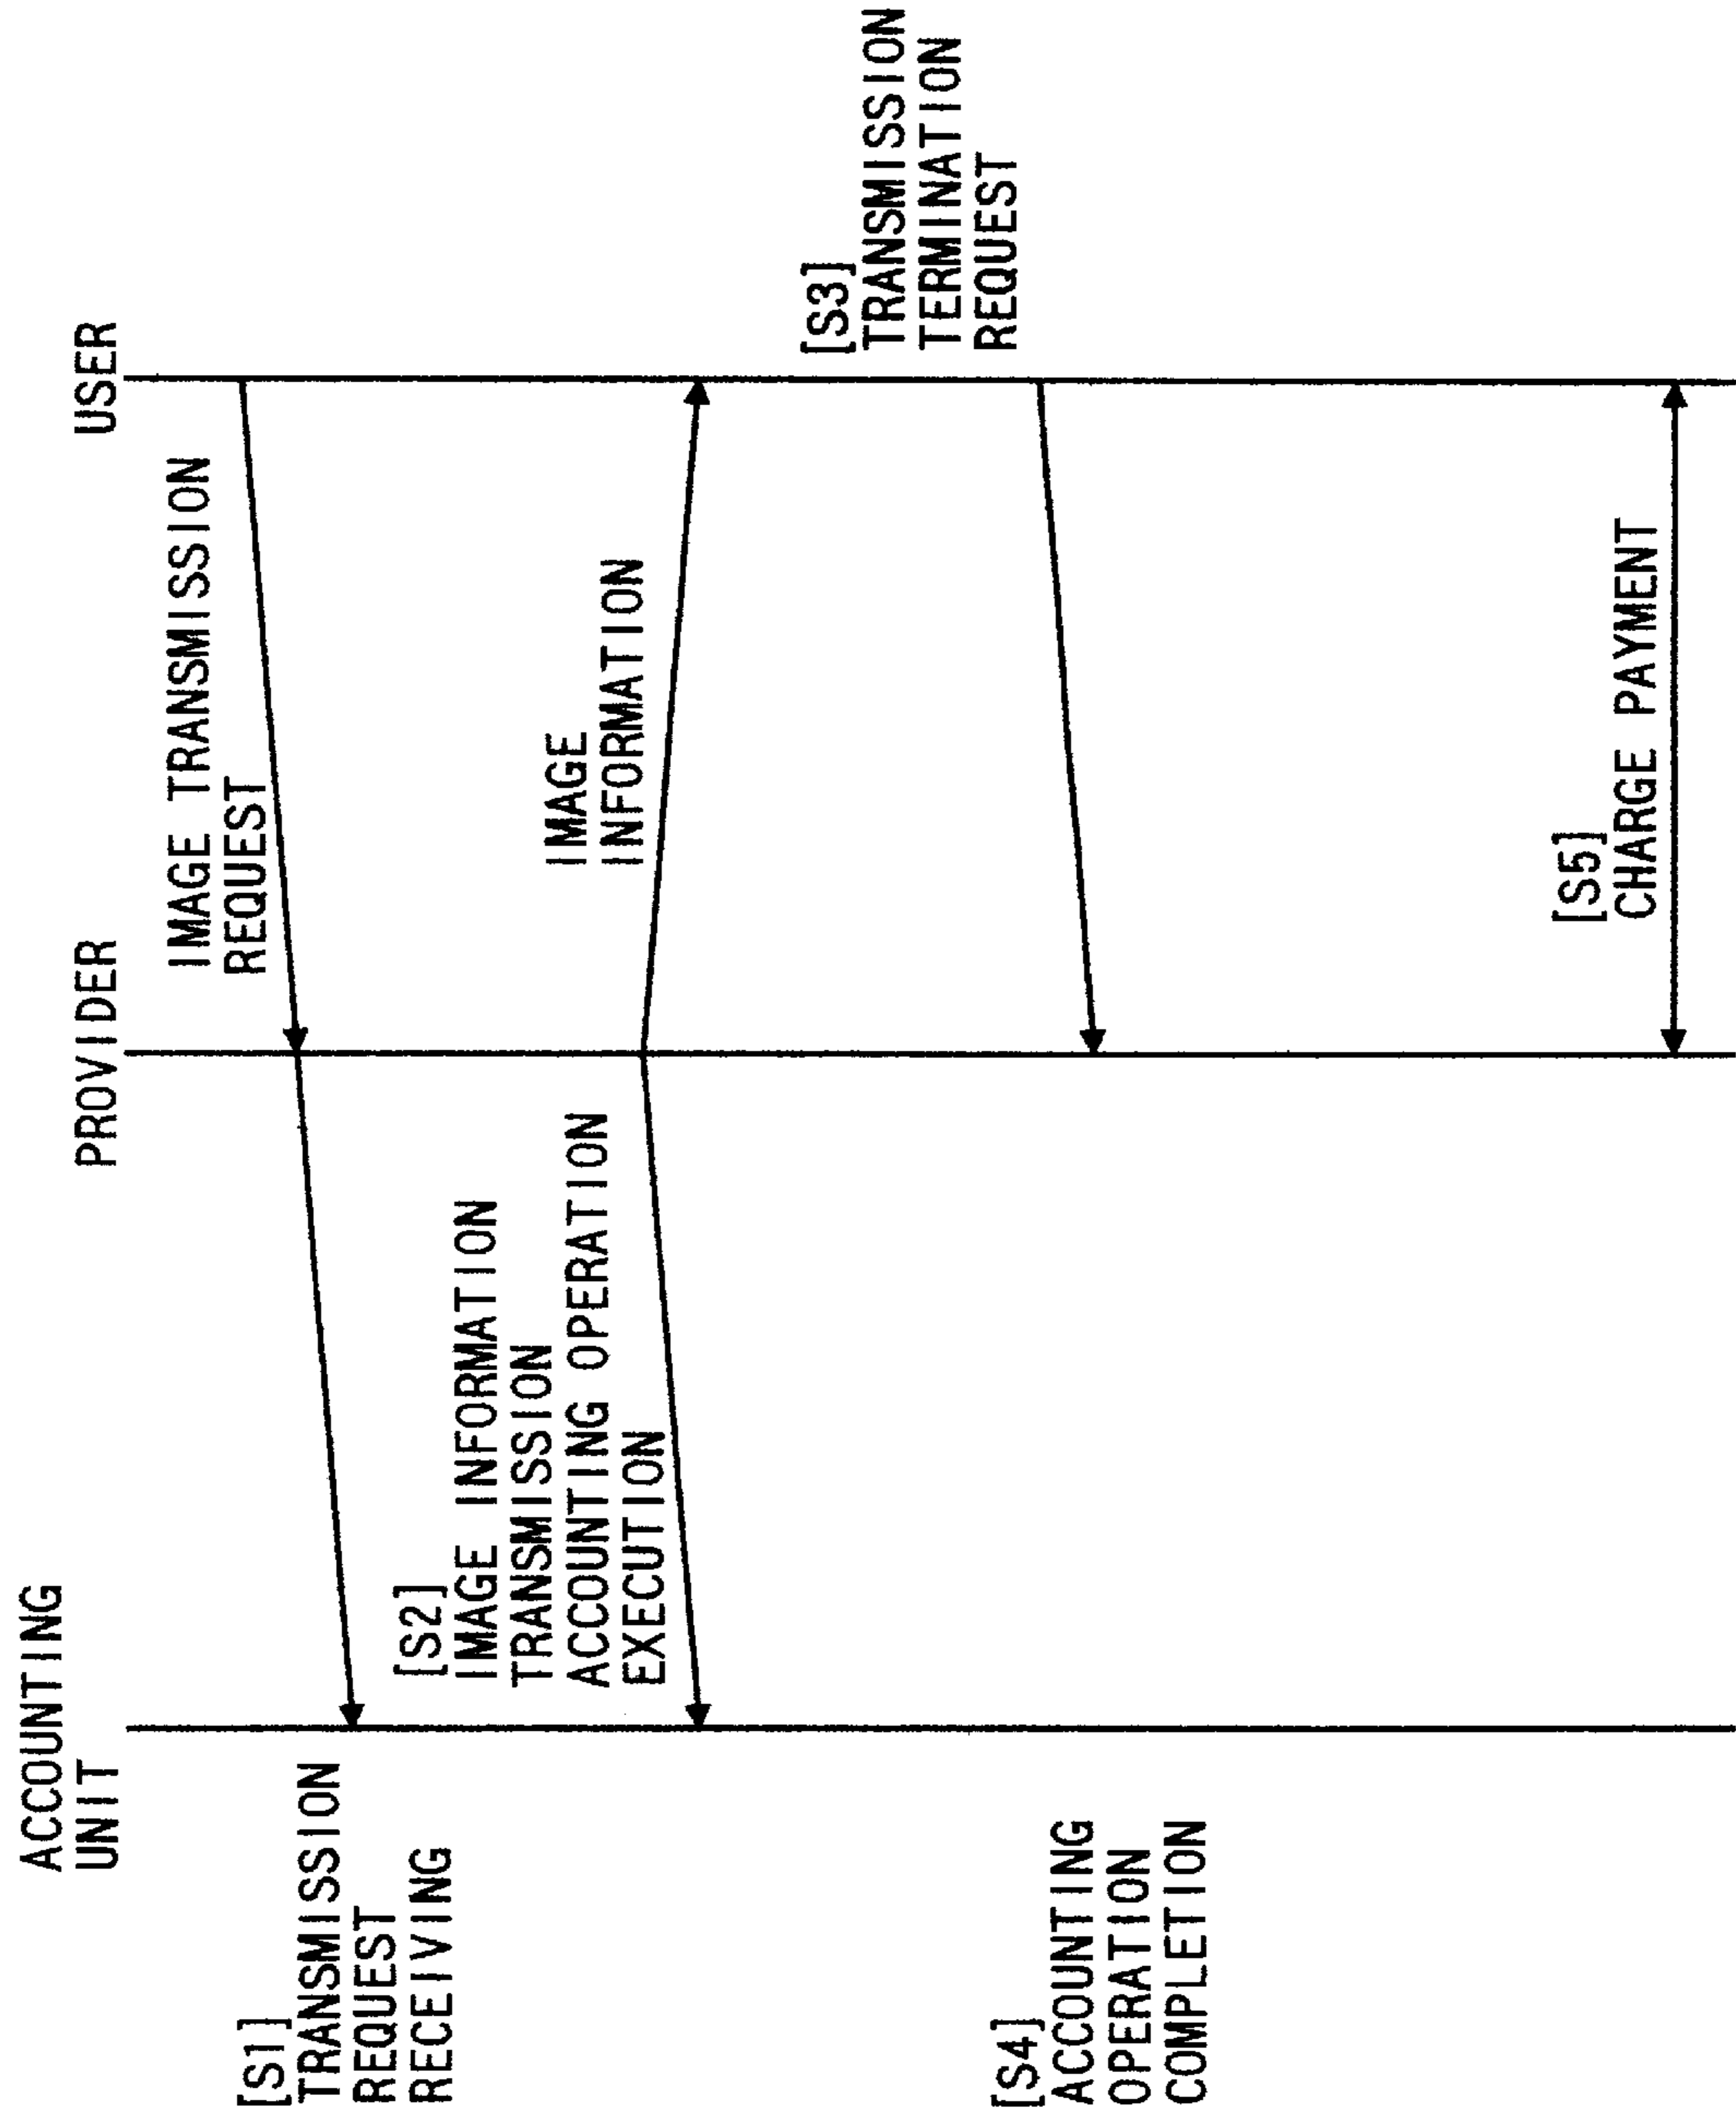 ACCOUNTING
UNIT
PROVIDER
USER
IMAGE TRANSMISSION
REQUEST
[S1]
TRANSMISSION
REQUEST
RECEIVING
[S2]
IMAGE INFORMATION
TRANSMISSION
ACCOUNTING OPERATION
EXECUTION
IMAGE
INFORMATION
[S3]
TRANSMISSION
TERMINATION
REQUEST
[S4]
ACCOUNTING
OPERATION
COMPLETION
[S5]
CHARGE PAYMENT